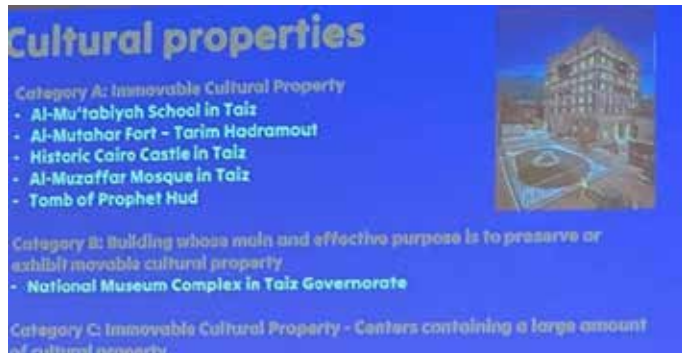 Cultural properties
Category A: Immovable Cultural Property
- Al-Mu'tabiyah School in Taiz
- Al-Mutahar Fort - Tarim Hadramout
- Historic Cairo Castle in Taiz
- Al-Muzaffar Mosque in Taiz
- Tomb of Prophet Hud
Category B: Building whose main and effective purpose is to preserve or
exhibit movable cultural property
- National Museum Complex in Taiz Governorate
Category C: Immovable Cultural Property - Centers containing a large amount
of cultural property